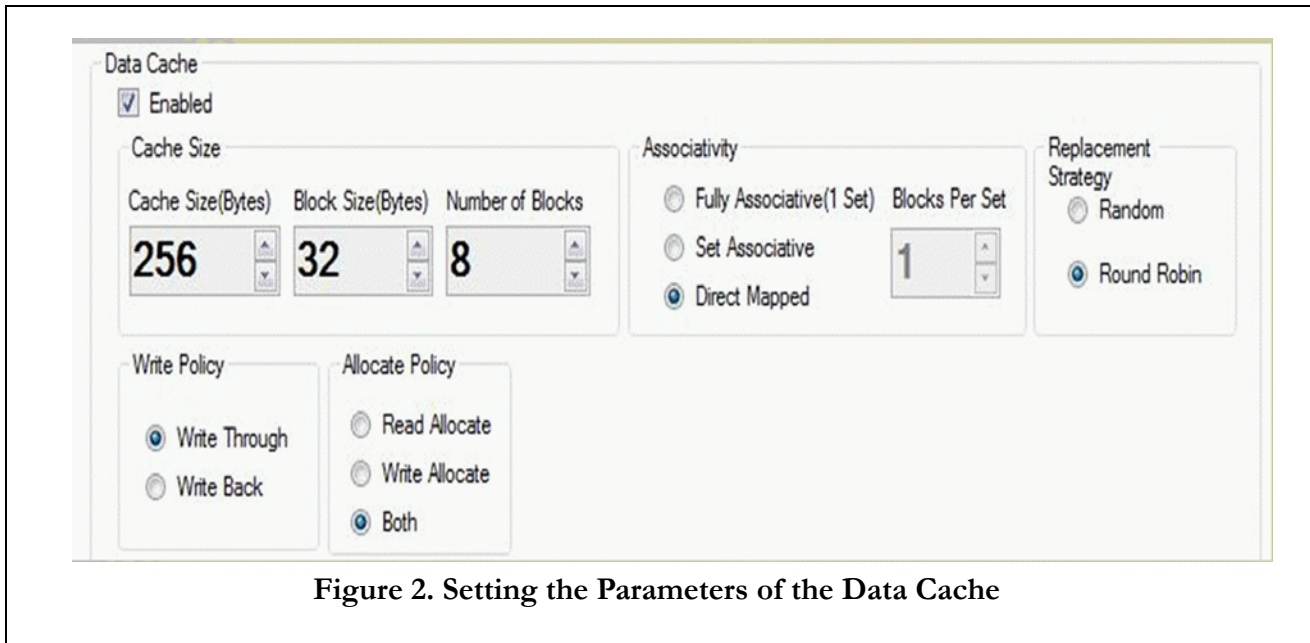 Data Cache
Enabled
Cache Size
Cache Size(Bytes) Block Size(Bytes) Number of Blocks
256 32 8
Associativity
Fully Associative(1 Set) Blocks Per Set
Set Associative 1
Direct Mapped
Replacement
Strategy
Random
Round Robin
Write Policy
Write Through
Write Back
Allocate Policy
Read Allocate
Write Allocate
Both
Figure 2. Setting the Parameters of the Data Cache